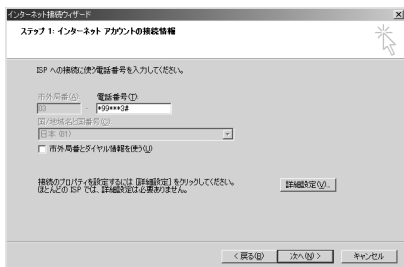 インターネット接続ウィザード
ステップ 1: インターネット アカウントの接続情報
ISP への接続に使う電話番号を入力してください。
市外局番(A): 電話番号(T):
03 - *99***3#
国/地域名と国番号(O):
日本 (81)
市外局番とダイヤル情報を使う(U)
接続のプロパティを設定するには [詳細設定] をクリックしてください。
ほとんどの ISP では、詳細設定は必要ありません。
詳細設定(V)...
< 戻る(B) 次へ(N) > キャンセル